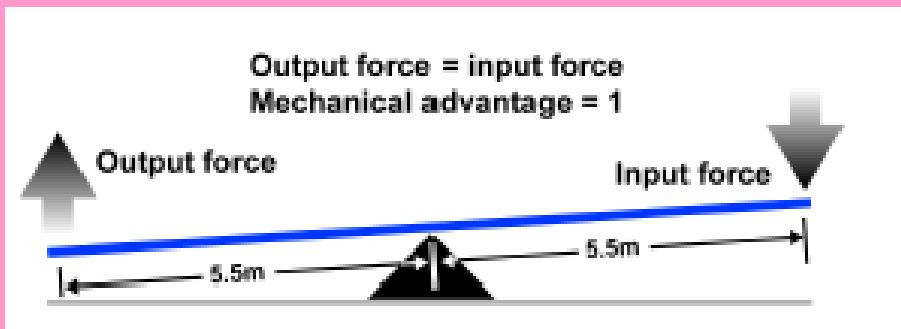 Output force = input force
Mechanical advantage = 1
Output force
Input force
5.5m
5.5m